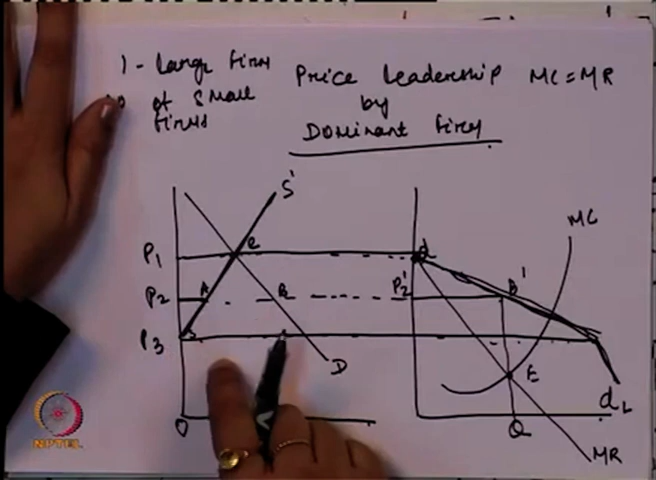 1 - Large firm
of small
firms
Price Leadership MC = MR
by
Dominant firm
S'
MC
P1
e
d
P2
A
B
P2'
B'
P3
S
D
E
dL
NPTEL
O
Q
MR